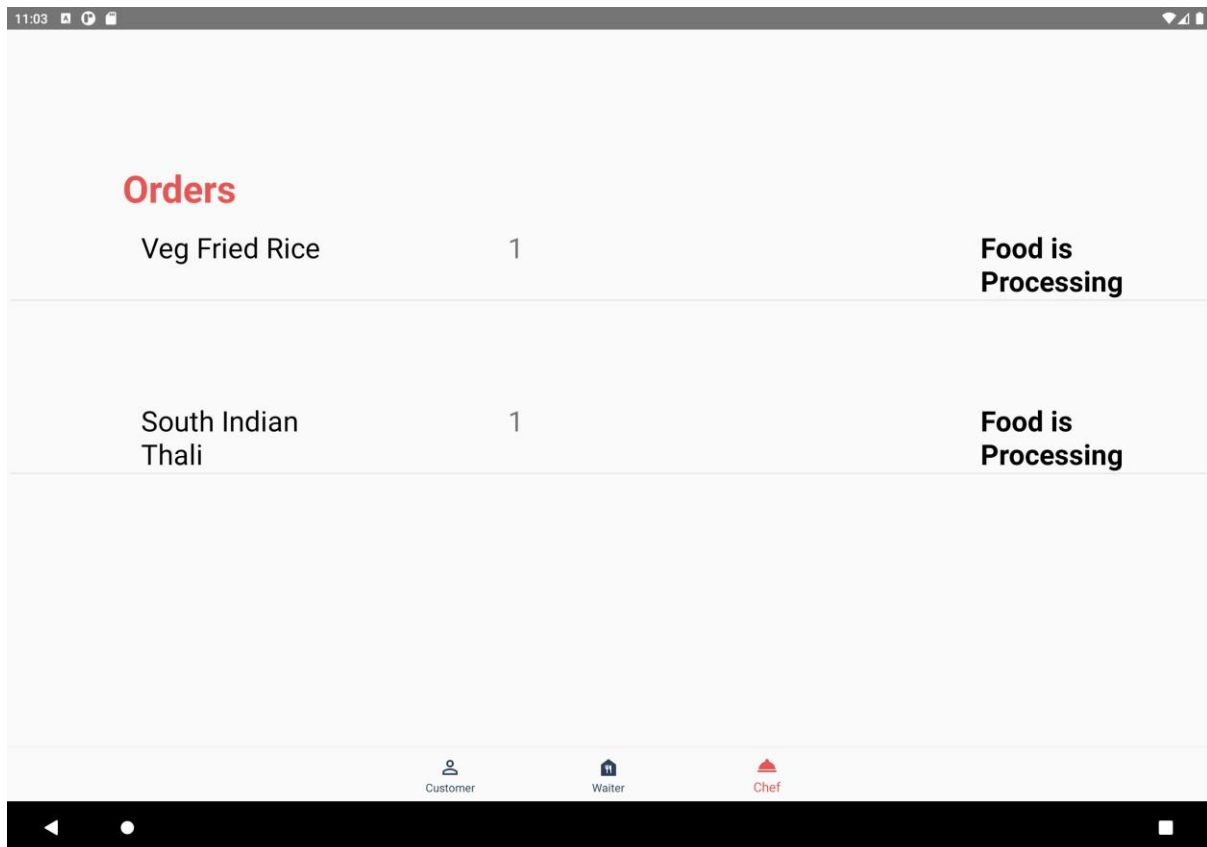 11:03
Orders
Veg Fried Rice 1 Food is
Processing
South Indian 1 Food is
Thali Processing
Customer Waiter Chef